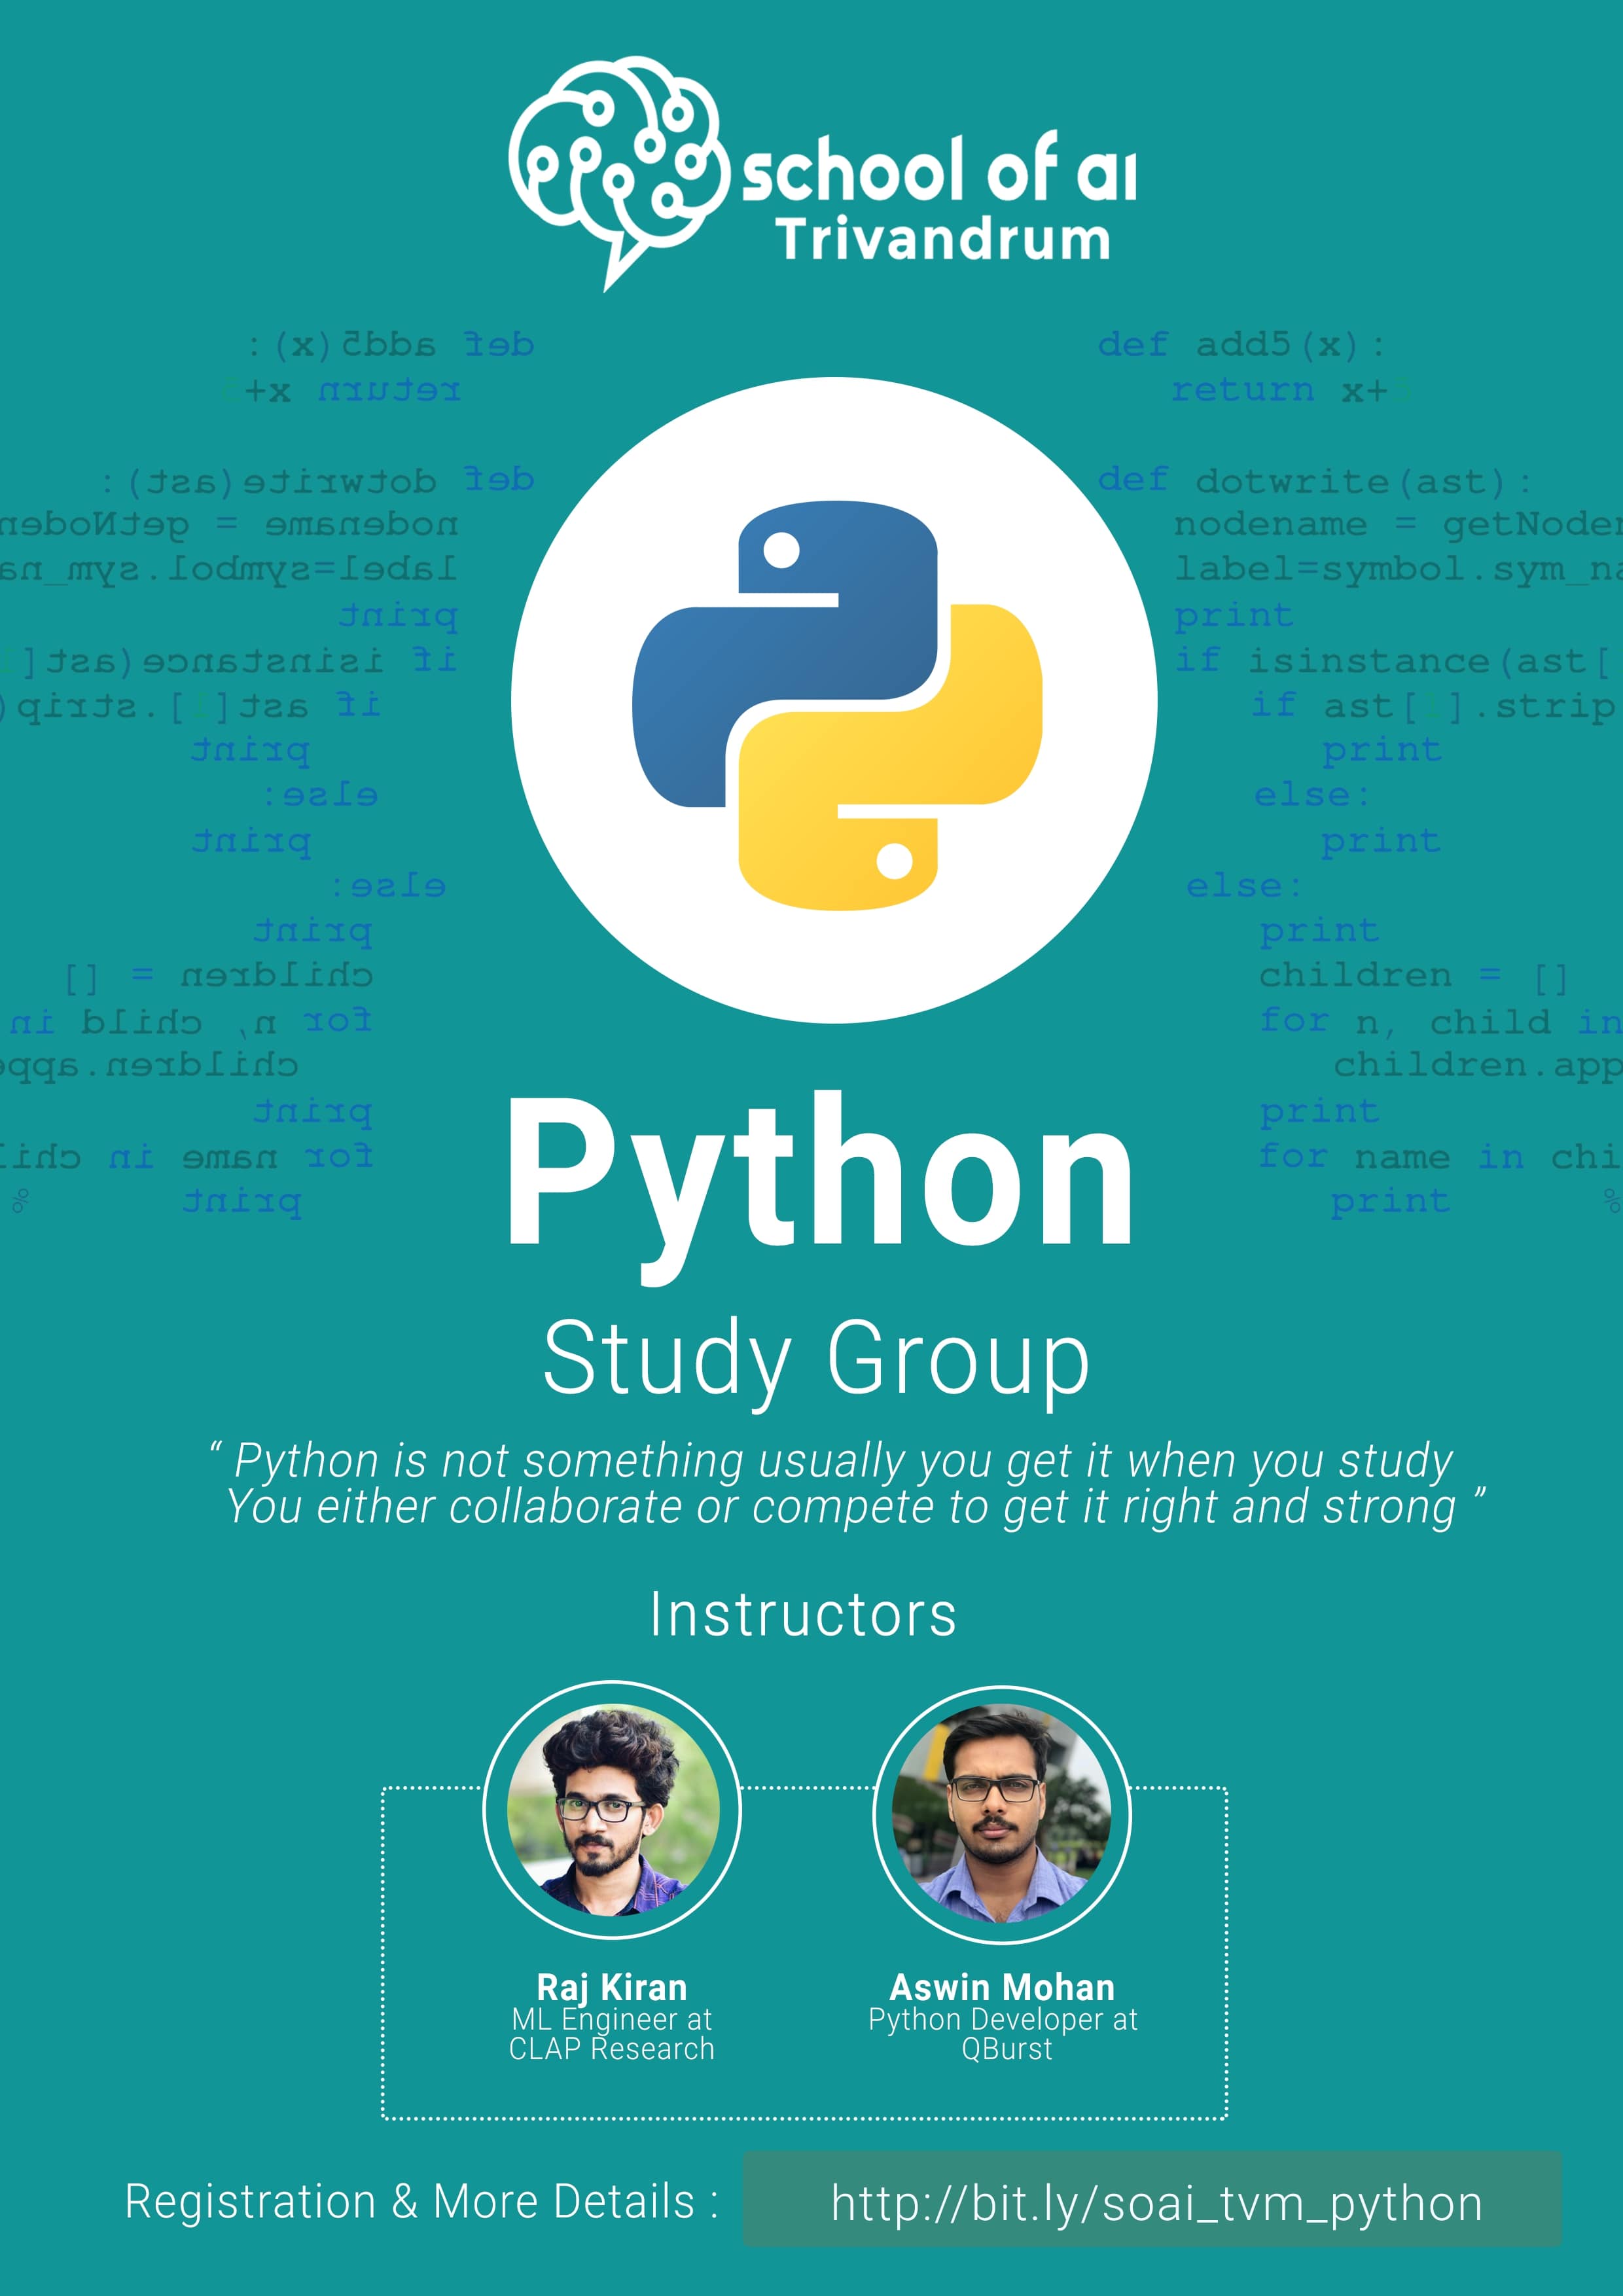 school of ai
Trivandrum
def add5(x):
return x+
def dotwrite(ast):
nodename = getNoden
label=symbol.sym_na
print
if isinstance(ast[
if ast[1].strip
print
else:
print
else:
print
children = []
for n, child in
children.app
print
for name in chi
print %
Python
Study Group
“ Python is not something usually you get it when you study
You either collaborate or compete to get it right and strong ”
Instructors
Raj Kiran
ML Engineer at
CLAP Research
Aswin Mohan
Python Developer at
QBurst
Registration & More Details : http://bit.ly/soai_tvm_python